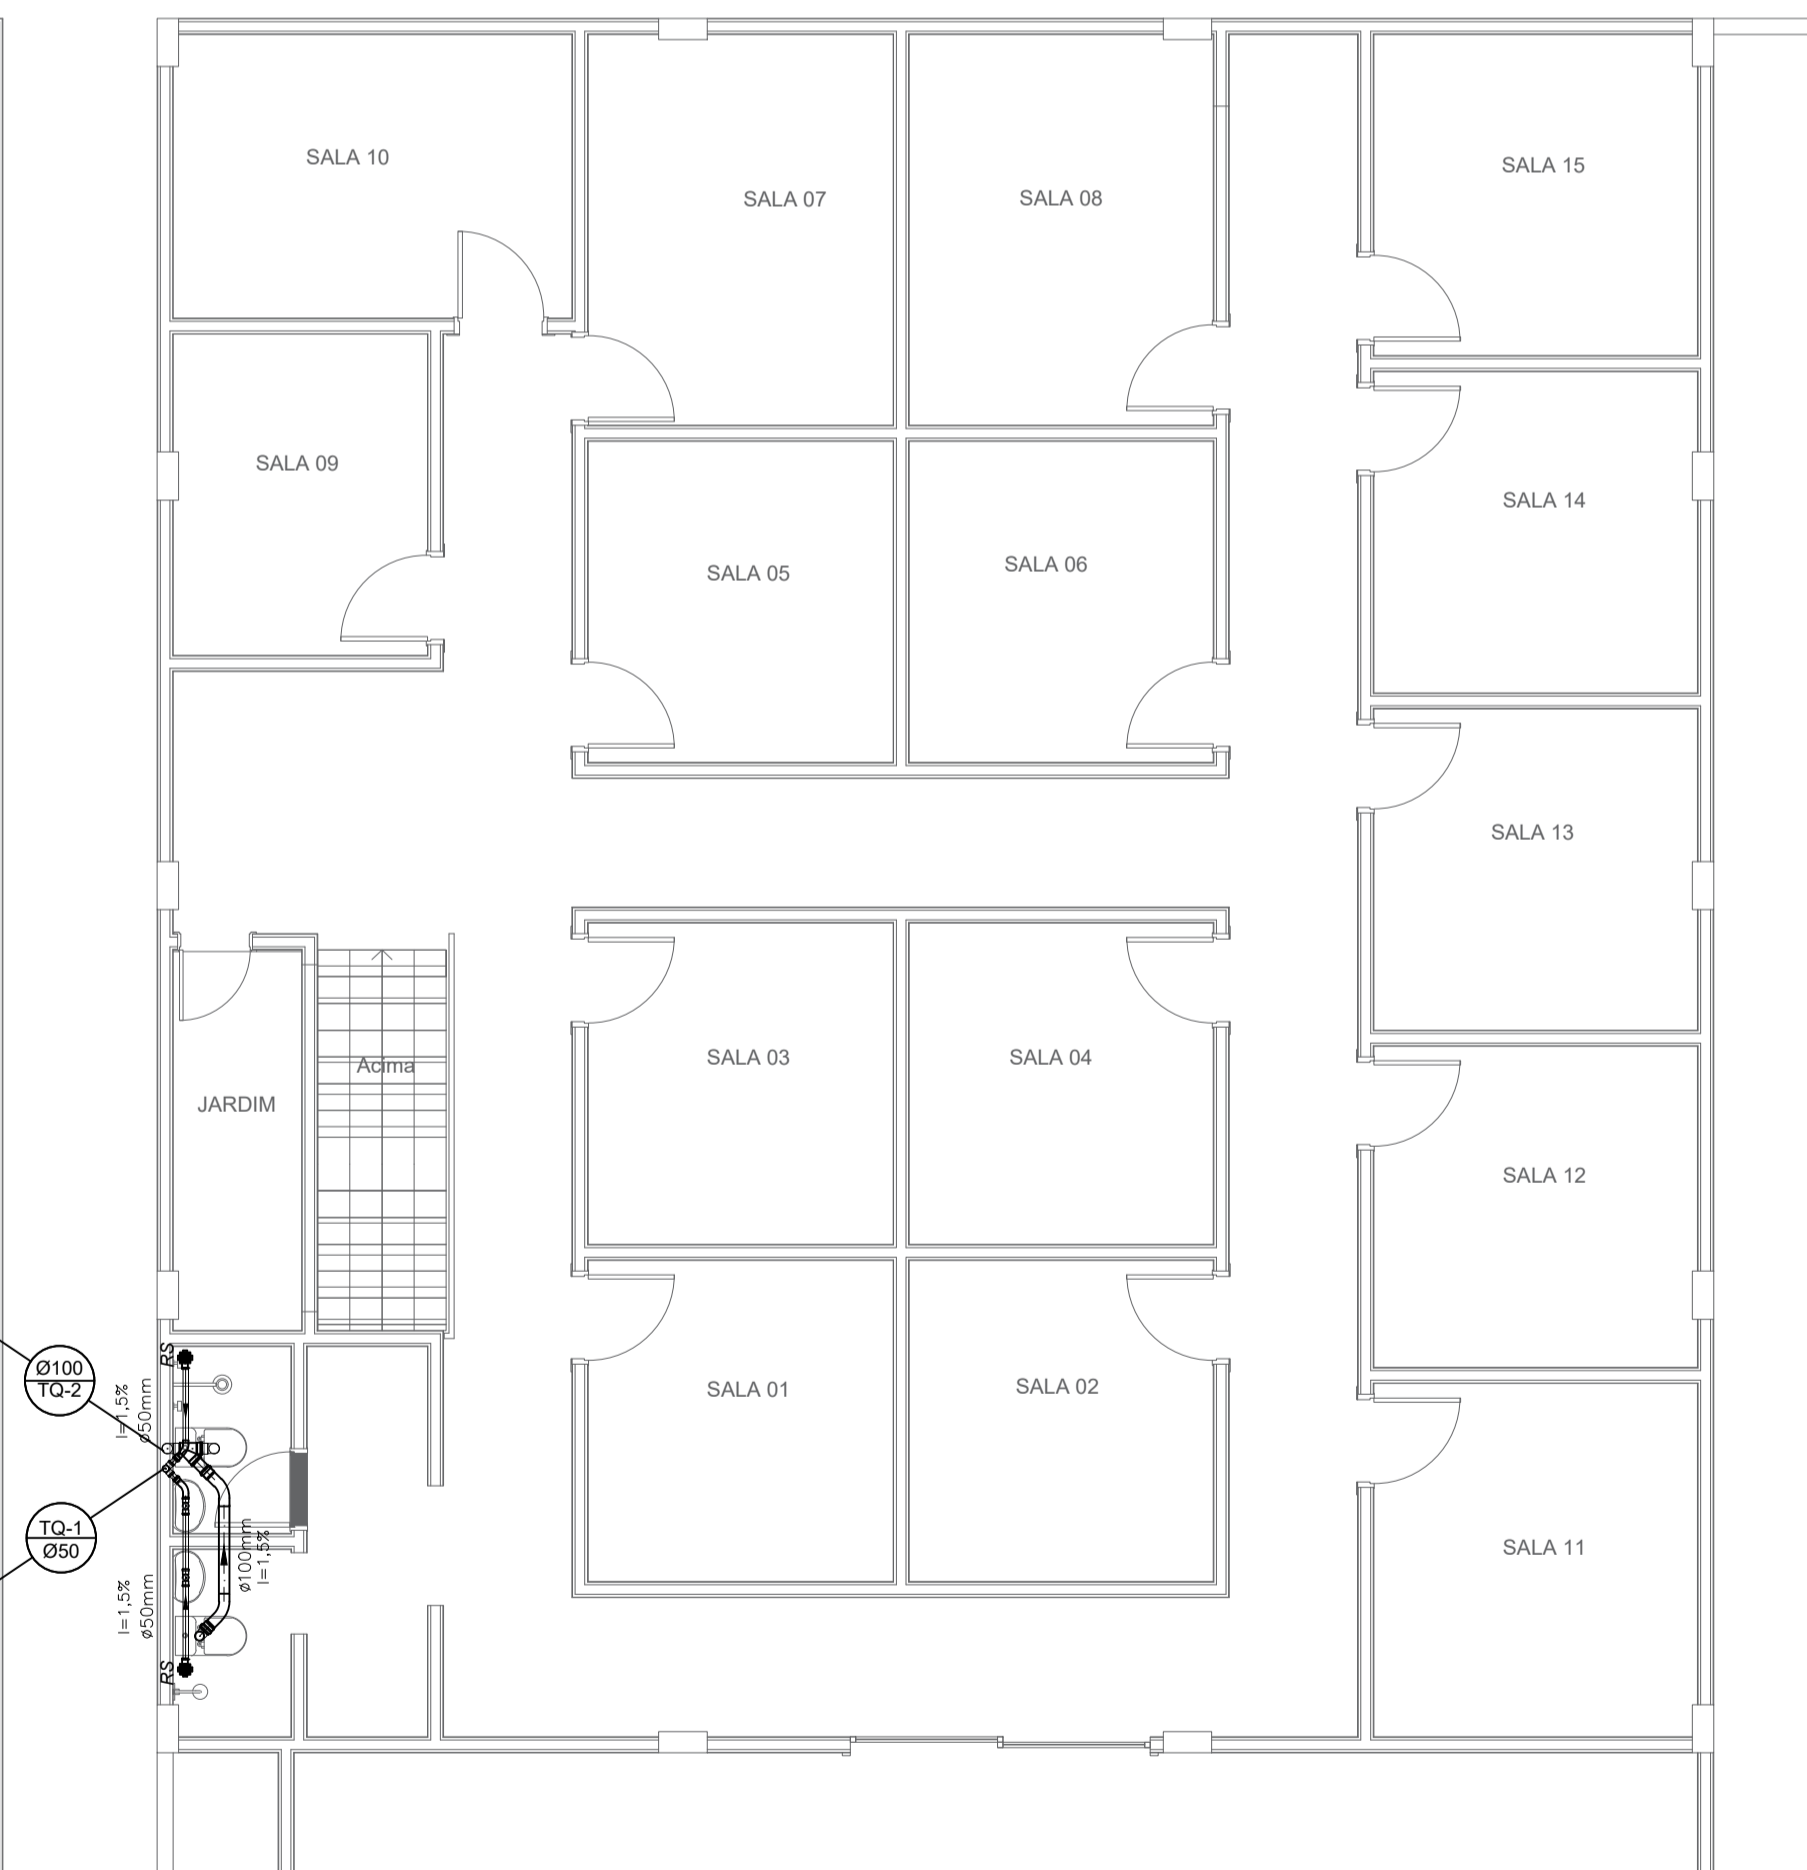 SALA 10
SALA 07
SALA 08
SALA 15
SALA 09
SALA 05
SALA 06
SALA 14
SALA 13
SALA 03
SALA 04
Acima
JARDIM
SALA 12
SALA 01
SALA 02
SALA 11
RS
Ø100
TQ-2
I=1,5%
ø50mm
TQ-1
Ø50
ø100mm
I=1,5%
I=1,5%
ø50mm
RS